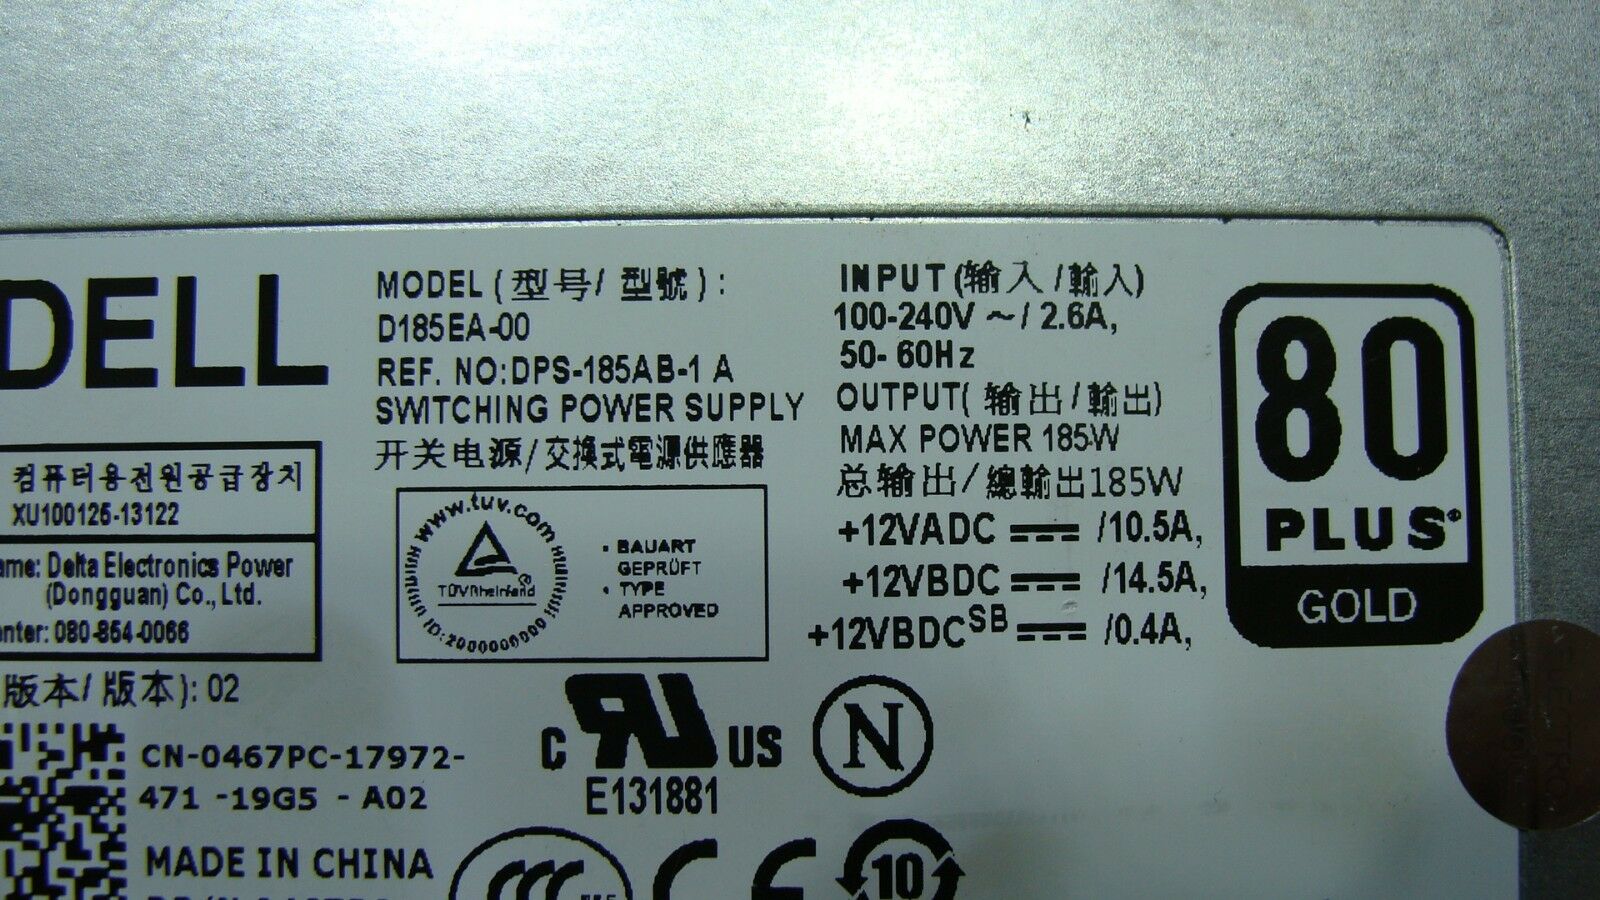 DELL
MODEL (型号/ 型號) :
D185EA-00
REF. NO:DPS-185AB-1 A
SWITCHING POWER SUPPLY
开关电源/交換式電源供應器
INPUT (输入/輸入)
100-240V ～/ 2.6A,
50- 60Hz
OUTPUT( 输出/輸出)
MAX POWER 185W
总输出/總輸出185W
+12VADC ⎓ /10.5A,
+12VBDC ⎓ /14.5A,
+12VBDCSB ⎓ /0.4A,
80
PLUS®
GOLD
컴퓨터용전원공급장치
XU100126-13122
ame: Delta Electronics Power
(Dongguan) Co., Ltd.
enter: 080-854-0066
www.tuv.com
TÜVRheinland®
ID: 2000000000
• BAUART
GEPRÜFT
• TYPE
APPROVED
版本/ 版本): 02
CN-0467PC-17972-
471 -19G5 - A02
MADE IN CHINA
C UR US
E131881
N
CCC
CE
10